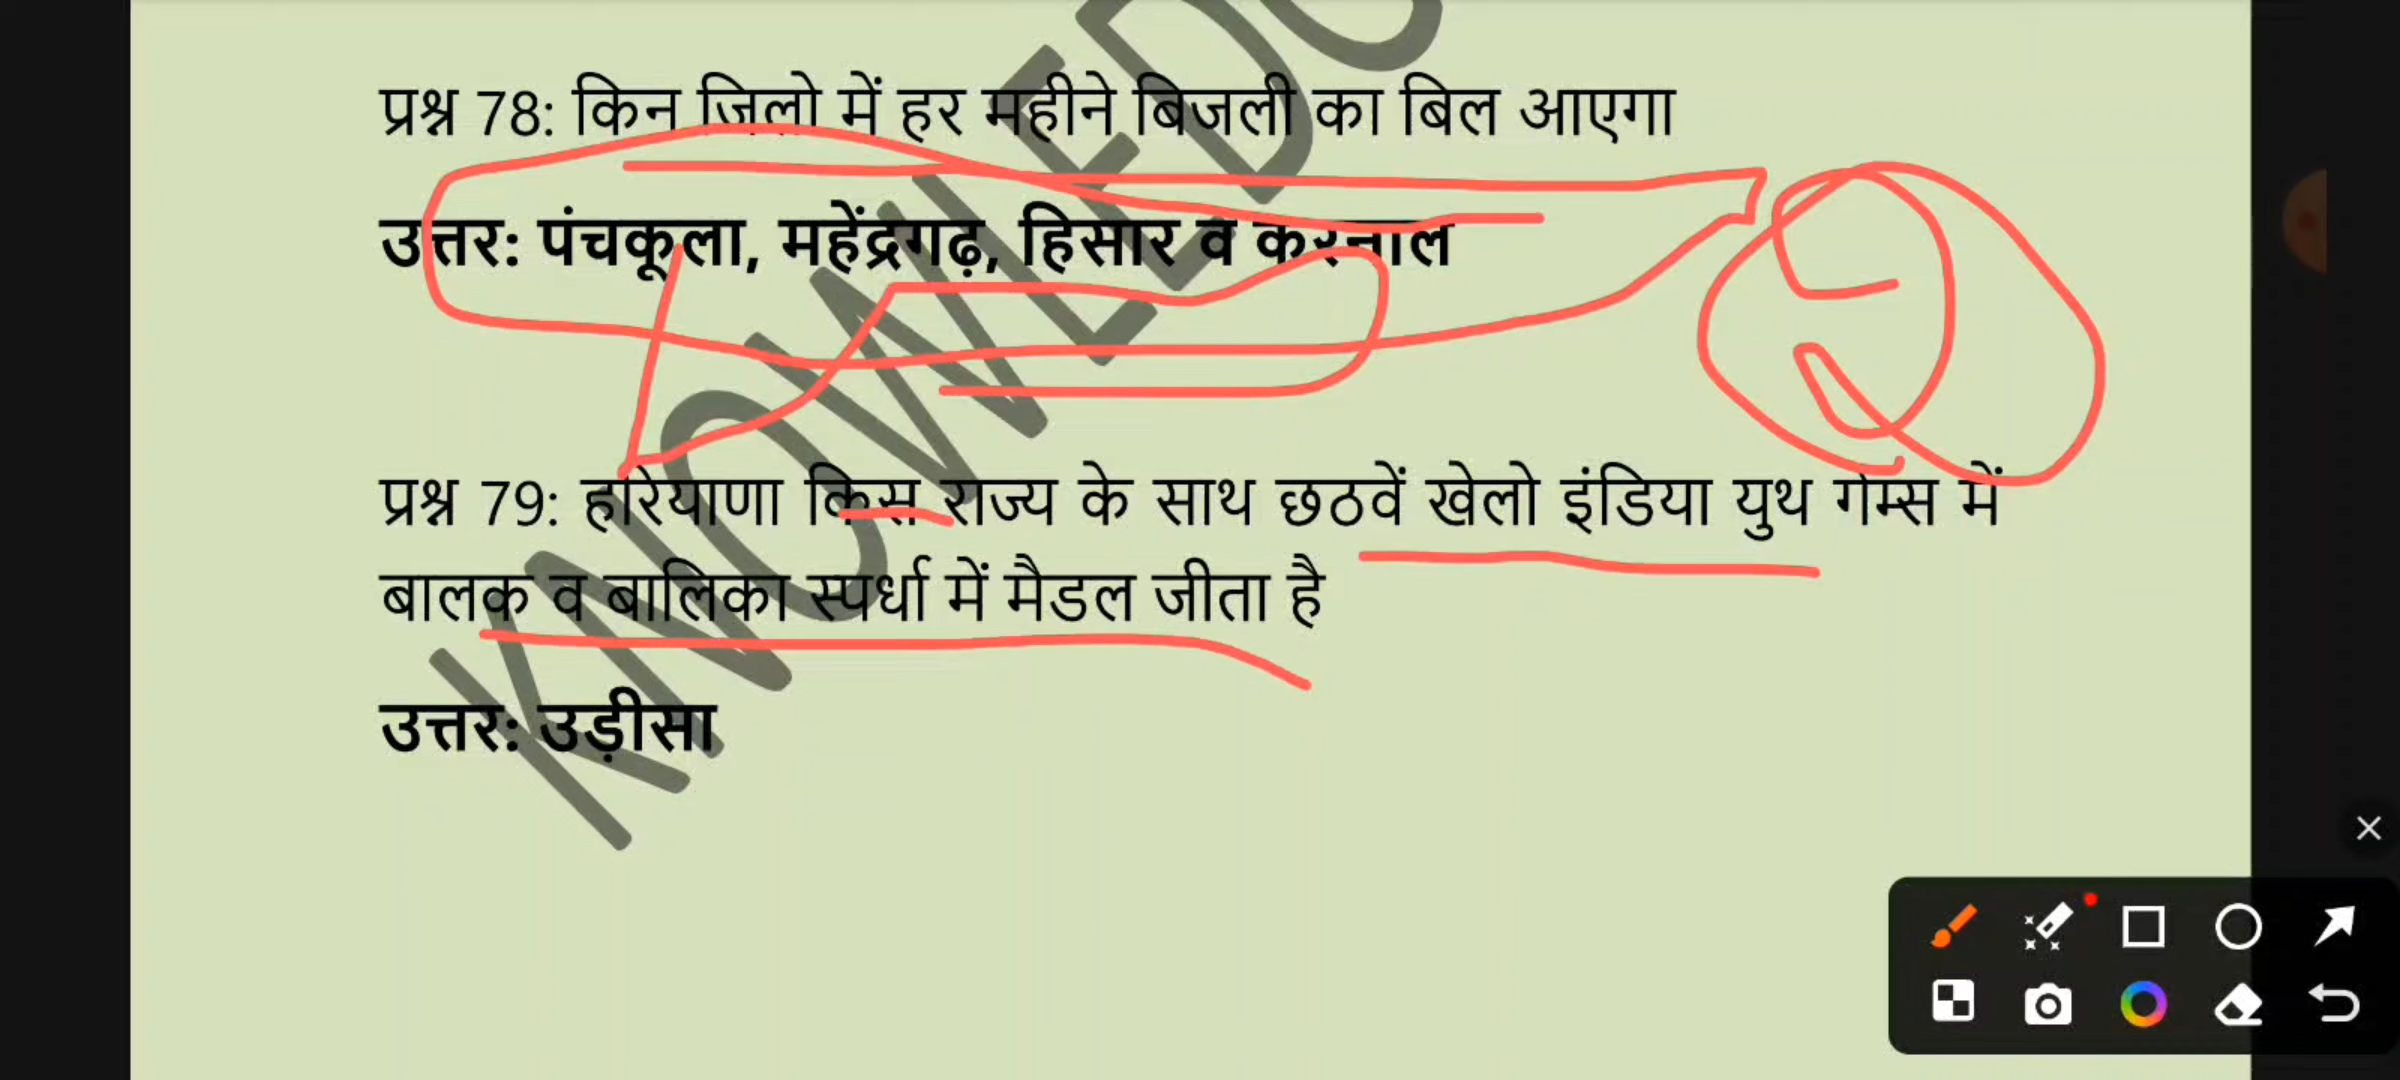 प्रश्न 78: किन जिलो में हर महीने बिजली का बिल आएगा
उत्तर: पंचकूला, महेंद्रगढ़, हिसार व करनाल
प्रश्न 79: हरियाणा किस राज्य के साथ छठवें खेलो इंडिया युथ गेम्स में
बालक व बालिका स्पर्धा में मैडल जीता है
उत्तर: उड़ीसा